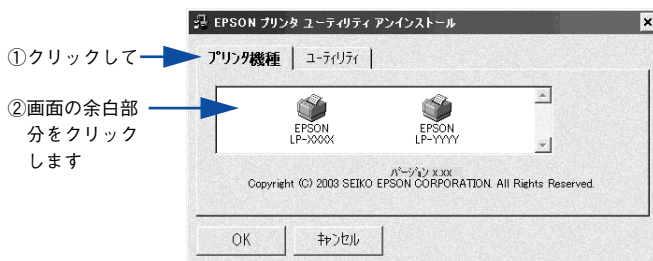 EPSON プリンタ ユーティリティ アンインストール
①クリックして
プリンタ機種
ユーティリティ
②画面の余白部
分をクリック
します
EPSON
LP-XXXX
EPSON
LP-YYYY
バージョン x.xx
Copyright (C) 2003 SEIKO EPSON CORPORATION. All Rights Reserved.
OK
キャンセル